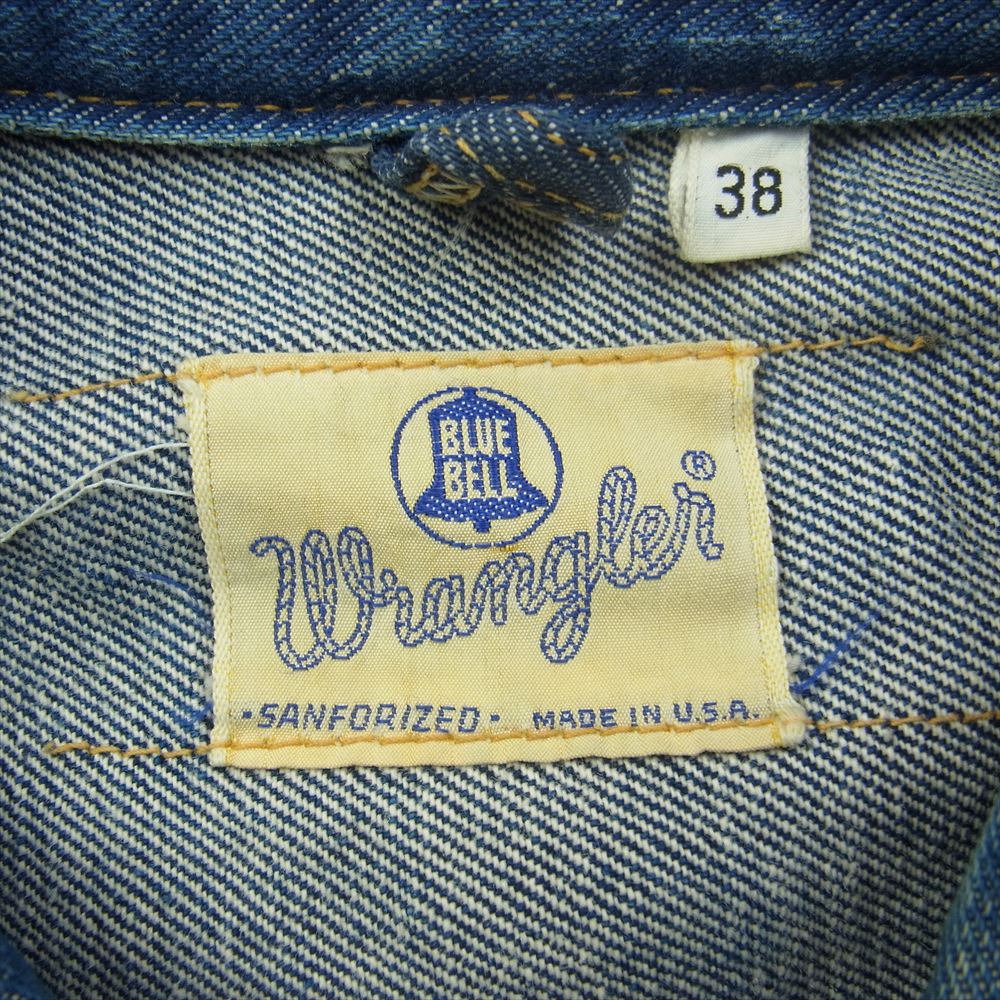 38
BLUE
BELL
Wrangler®
·SANFORIZED· MADE IN U.S.A.